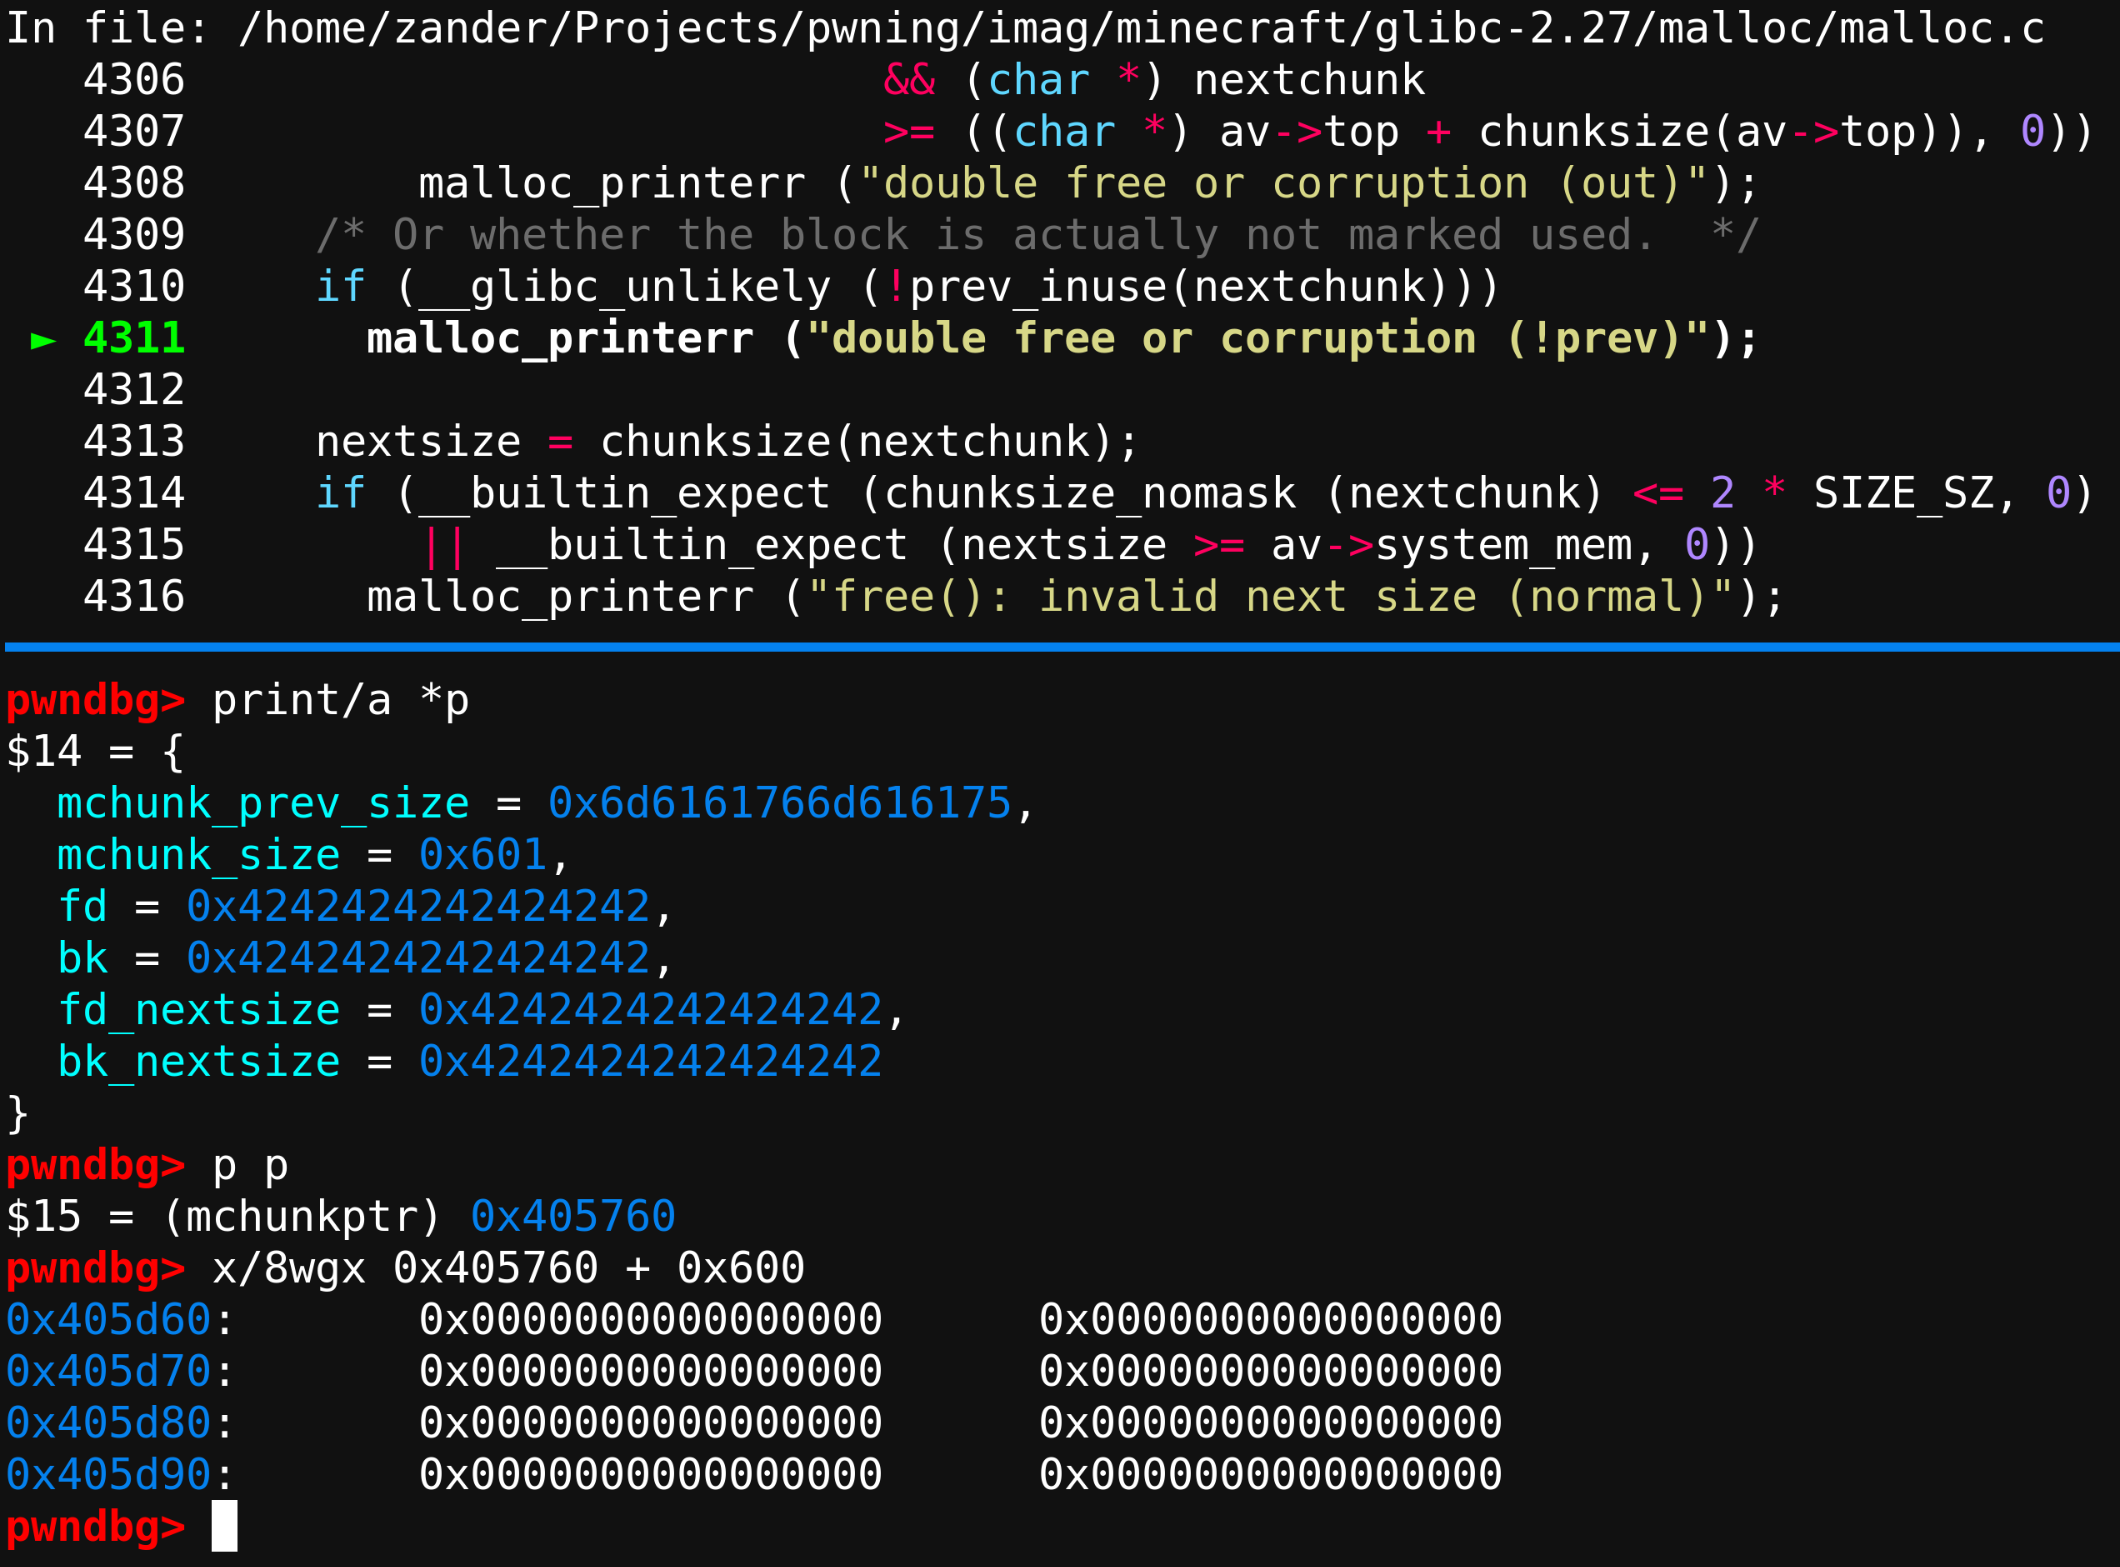 In file: /home/zander/Projects/pwning/imag/minecraft/glibc-2.27/malloc/malloc.c
   4306                           && (char *) nextchunk
   4307                           >= ((char *) av->top + chunksize(av->top)), 0))
   4308         malloc_printerr ("double free or corruption (out)");
   4309     /* Or whether the block is actually not marked used.  */
   4310     if (__glibc_unlikely (!prev_inuse(nextchunk)))
 ► 4311       malloc_printerr ("double free or corruption (!prev)");
   4312
   4313     nextsize = chunksize(nextchunk);
   4314     if (__builtin_expect (chunksize_nomask (nextchunk) <= 2 * SIZE_SZ, 0)
   4315         || __builtin_expect (nextsize >= av->system_mem, 0))
   4316       malloc_printerr ("free(): invalid next size (normal)");
pwndbg> print/a *p
$14 = {
  mchunk_prev_size = 0x6d6161766d616175,
  mchunk_size = 0x601,
  fd = 0x4242424242424242,
  bk = 0x4242424242424242,
  fd_nextsize = 0x4242424242424242,
  bk_nextsize = 0x4242424242424242
}
pwndbg> p p
$15 = (mchunkptr) 0x405760
pwndbg> x/8wgx 0x405760 + 0x600
0x405d60:       0x0000000000000000      0x0000000000000000
0x405d70:       0x0000000000000000      0x0000000000000000
0x405d80:       0x0000000000000000      0x0000000000000000
0x405d90:       0x0000000000000000      0x0000000000000000
pwndbg>